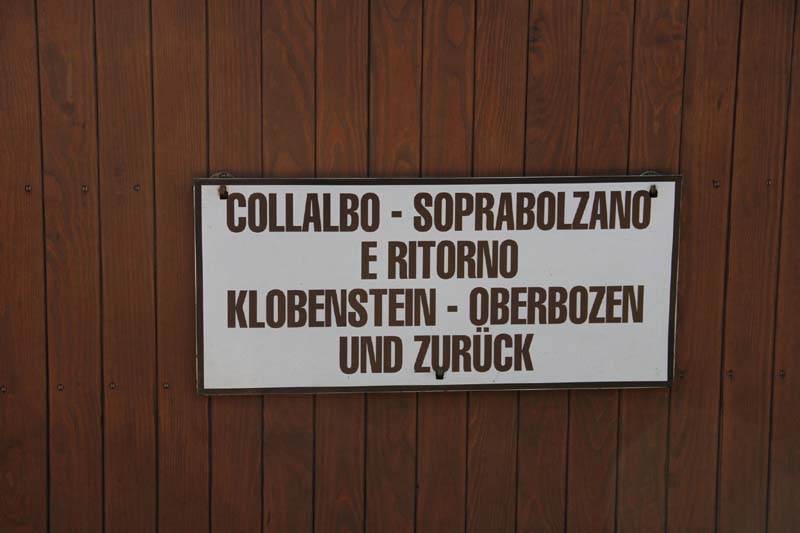 COLLALBO - SOPRABOLZANO
E RITORNO
KLOBENSTEIN - OBERBOZEN
UND ZURÜCK